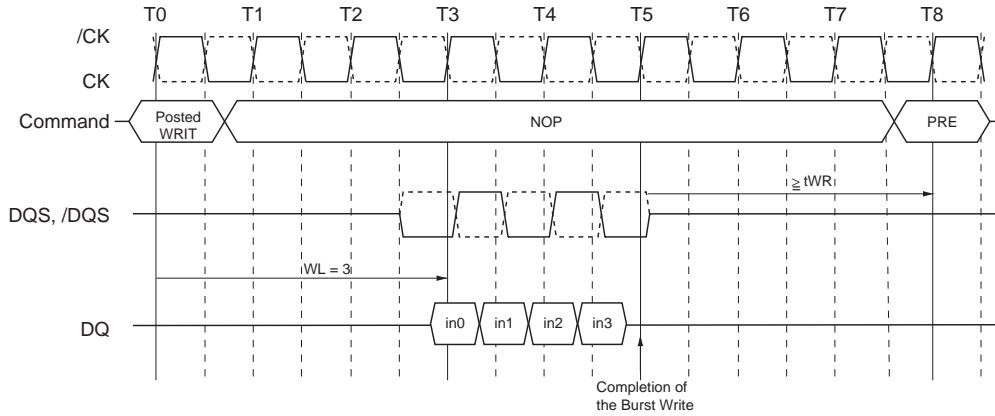 T0 T1 T2 T3 T4 T5 T6 T7 T8
/CK
CK
Command
Posted
WRIT
NOP
PRE
≧ tWR
DQS, /DQS
WL = 3
DQ
in0 in1 in2 in3
Completion of
the Burst Write